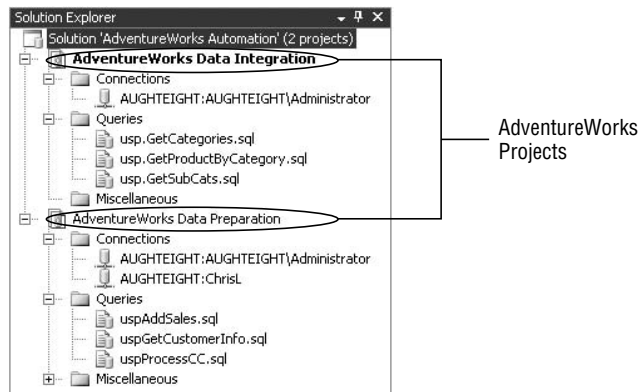 Solution Explorer
Solution 'AdventureWorks Automation' (2 projects)
AdventureWorks Data Integration
Connections
AUGHTEIGHT:AUGHTEIGHT\Administrator
Queries
usp.GetCategories.sql
usp.GetProductByCategory.sql
usp.GetSubCats.sql
Miscellaneous
AdventureWorks Data Preparation
Connections
AUGHTEIGHT:AUGHTEIGHT\Administrator
AUGHTEIGHT:ChrisL
Queries
uspAddSales.sql
uspGetCustomerInfo.sql
uspProcessCC.sql
Miscellaneous
AdventureWorks
Projects